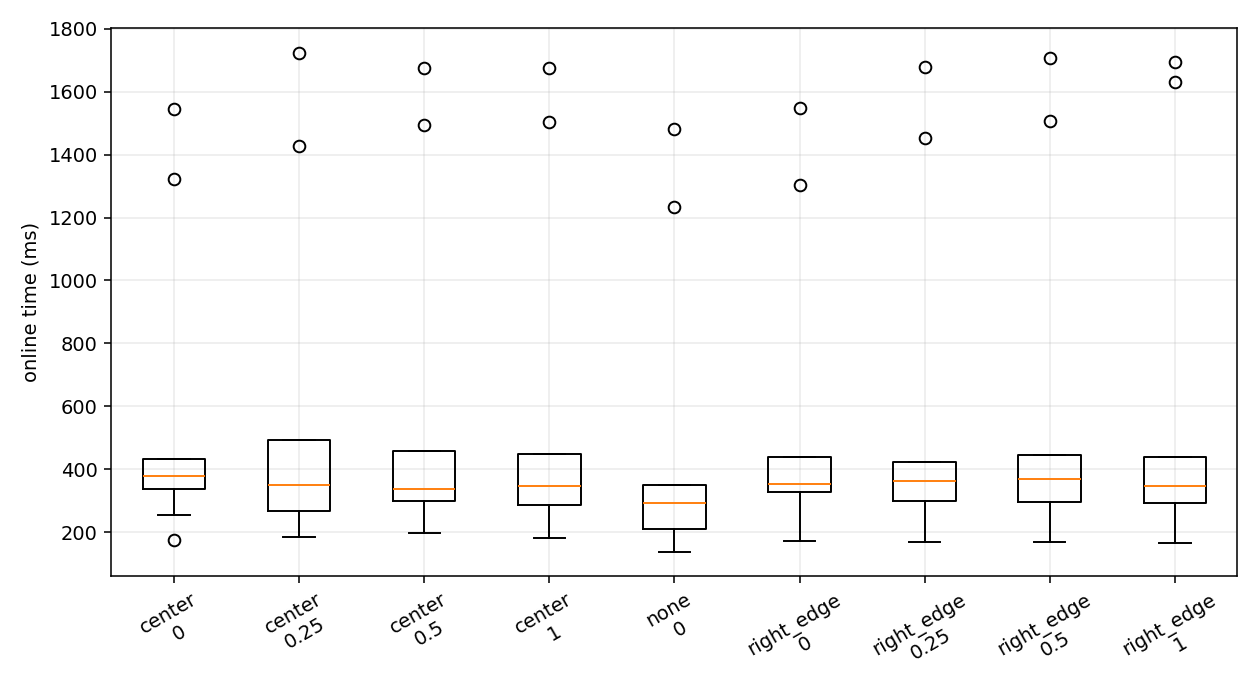 1800
1600
1400
1200
1000
800
600
400
200
online time (ms)
center
0
center
0.25
center
0.5
center
1
none
0
right_edge
0
right_edge
0.25
right_edge
0.5
right_edge
1